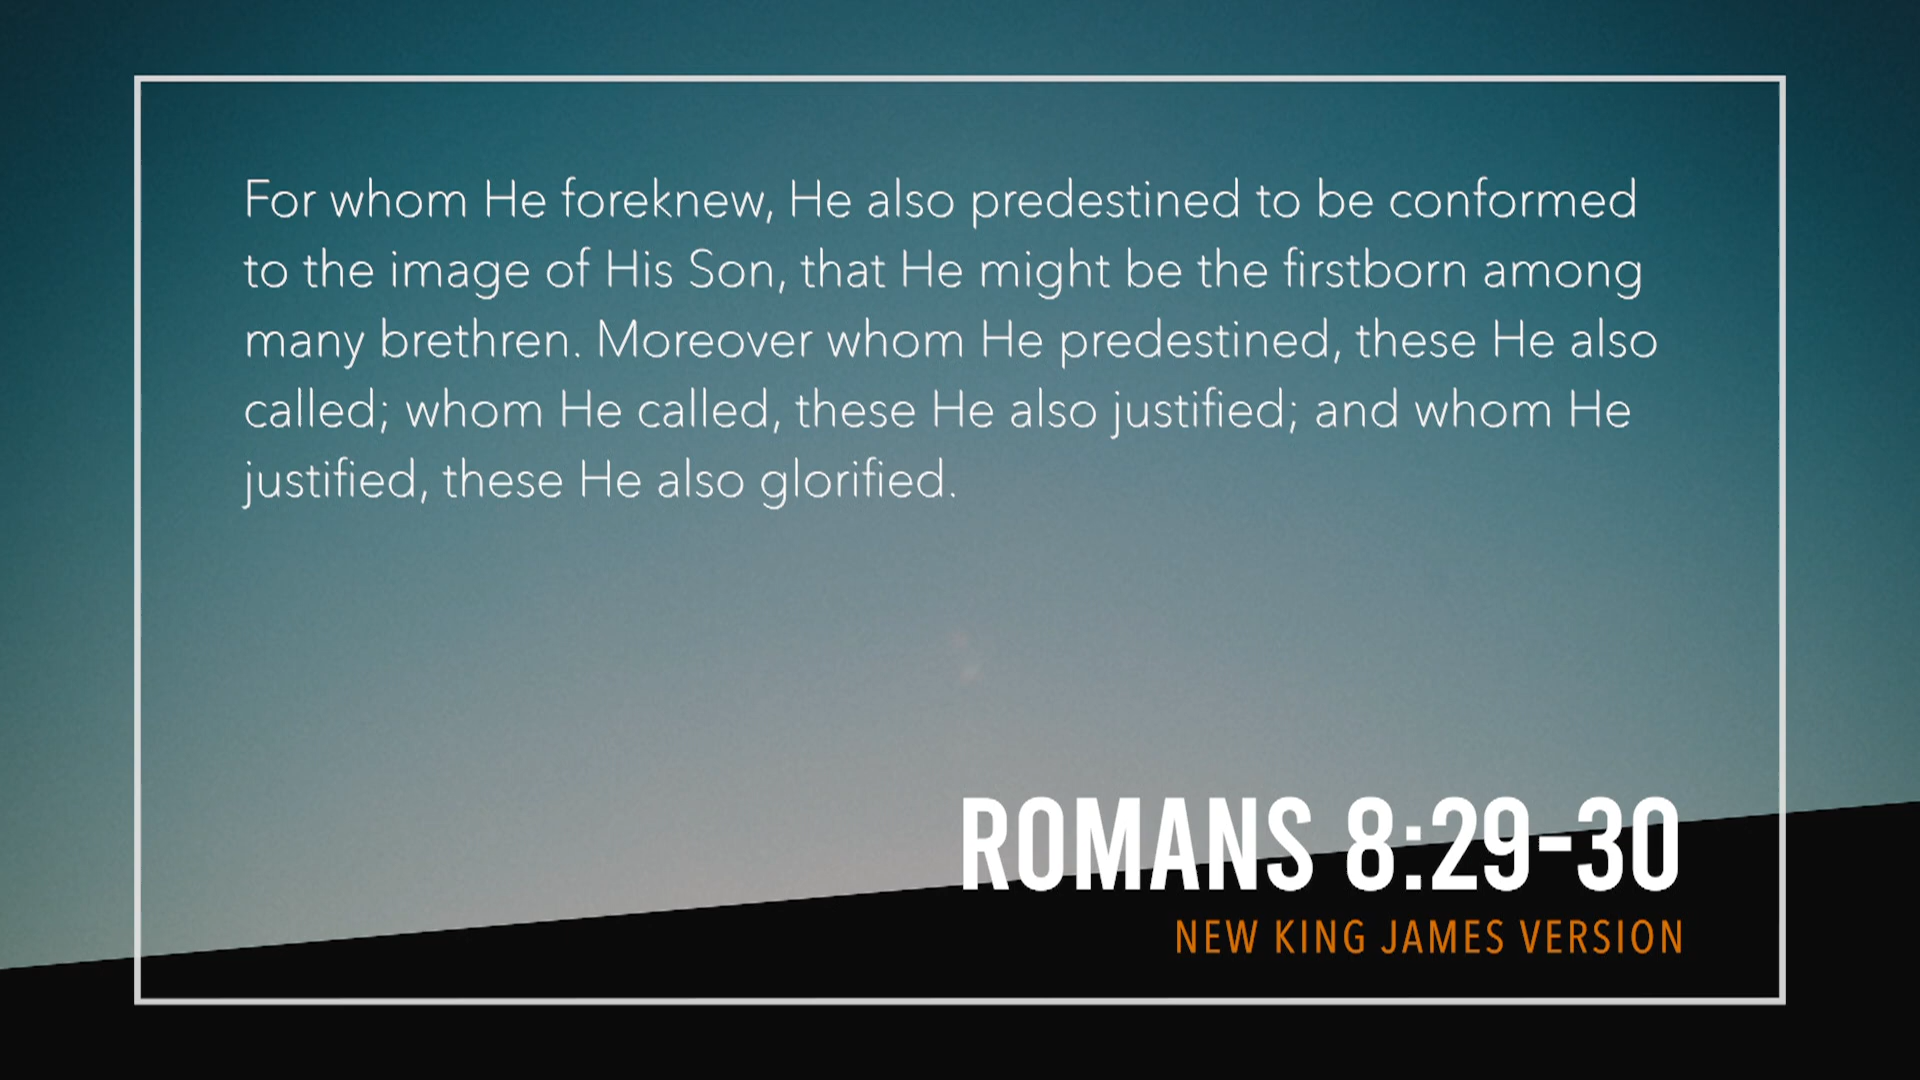 For whom He foreknew, He also predestined to be conformed
to the image of His Son, that He might be the firstborn among
many brethren. Moreover whom He predestined, these He also
called; whom He called, these He also justified; and whom He
justified, these He also glorified.
ROMANS 8:29-30
NEW KING JAMES VERSION